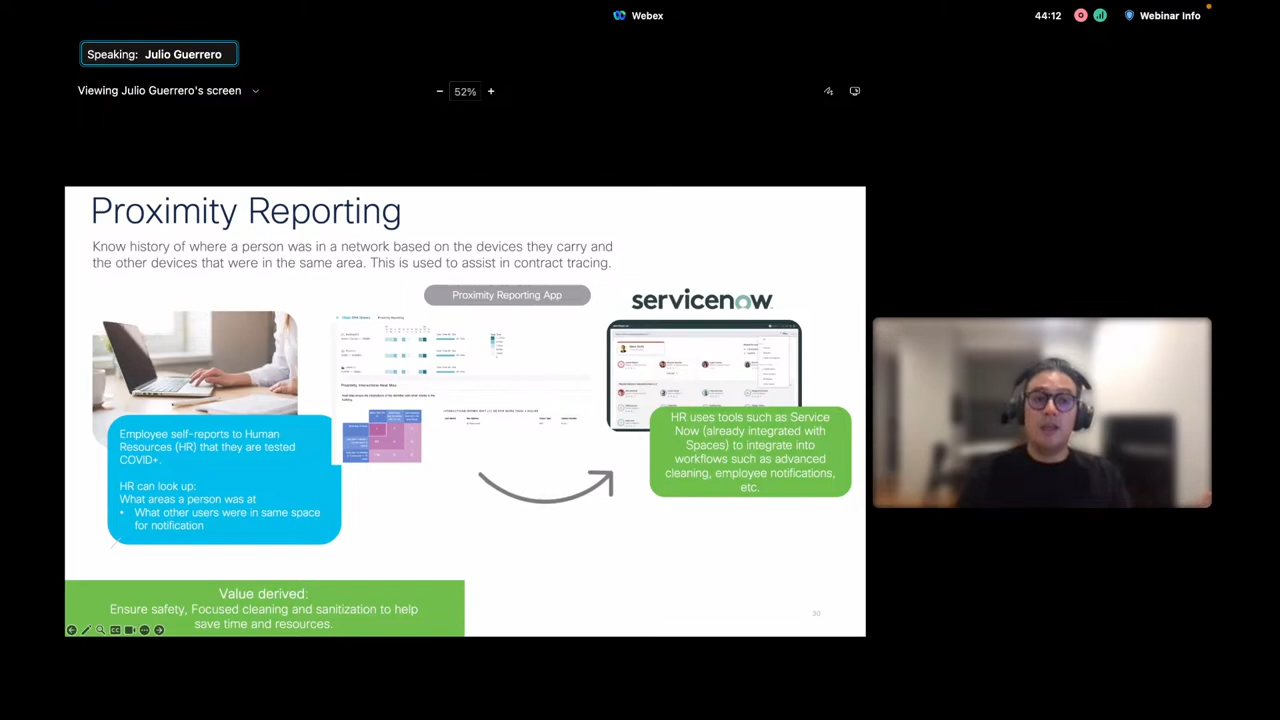 Webex
44:12
Webinar Info
Speaking: Julio Guerrero
Viewing Julio Guerrero's screen
52%
Proximity Reporting
Know history of where a person was in a network based on the devices they carry and
the other devices that were in the same area. This is used to assist in contract tracing.
Proximity Reporting App
servicenow
Proximity Reporting
Employee self-reports to Human
Resources (HR) that they are tested
COVID+.
HR can look up:
What areas a person was at
• What other users were in same space
for notification
HR uses tools such as Service
Now (already integrated with
Spaces) to integrate into
workflows such as advanced
cleaning, employee notifications,
etc.
Value derived:
Ensure safety, Focused cleaning and sanitization to help
save time and resources.
30